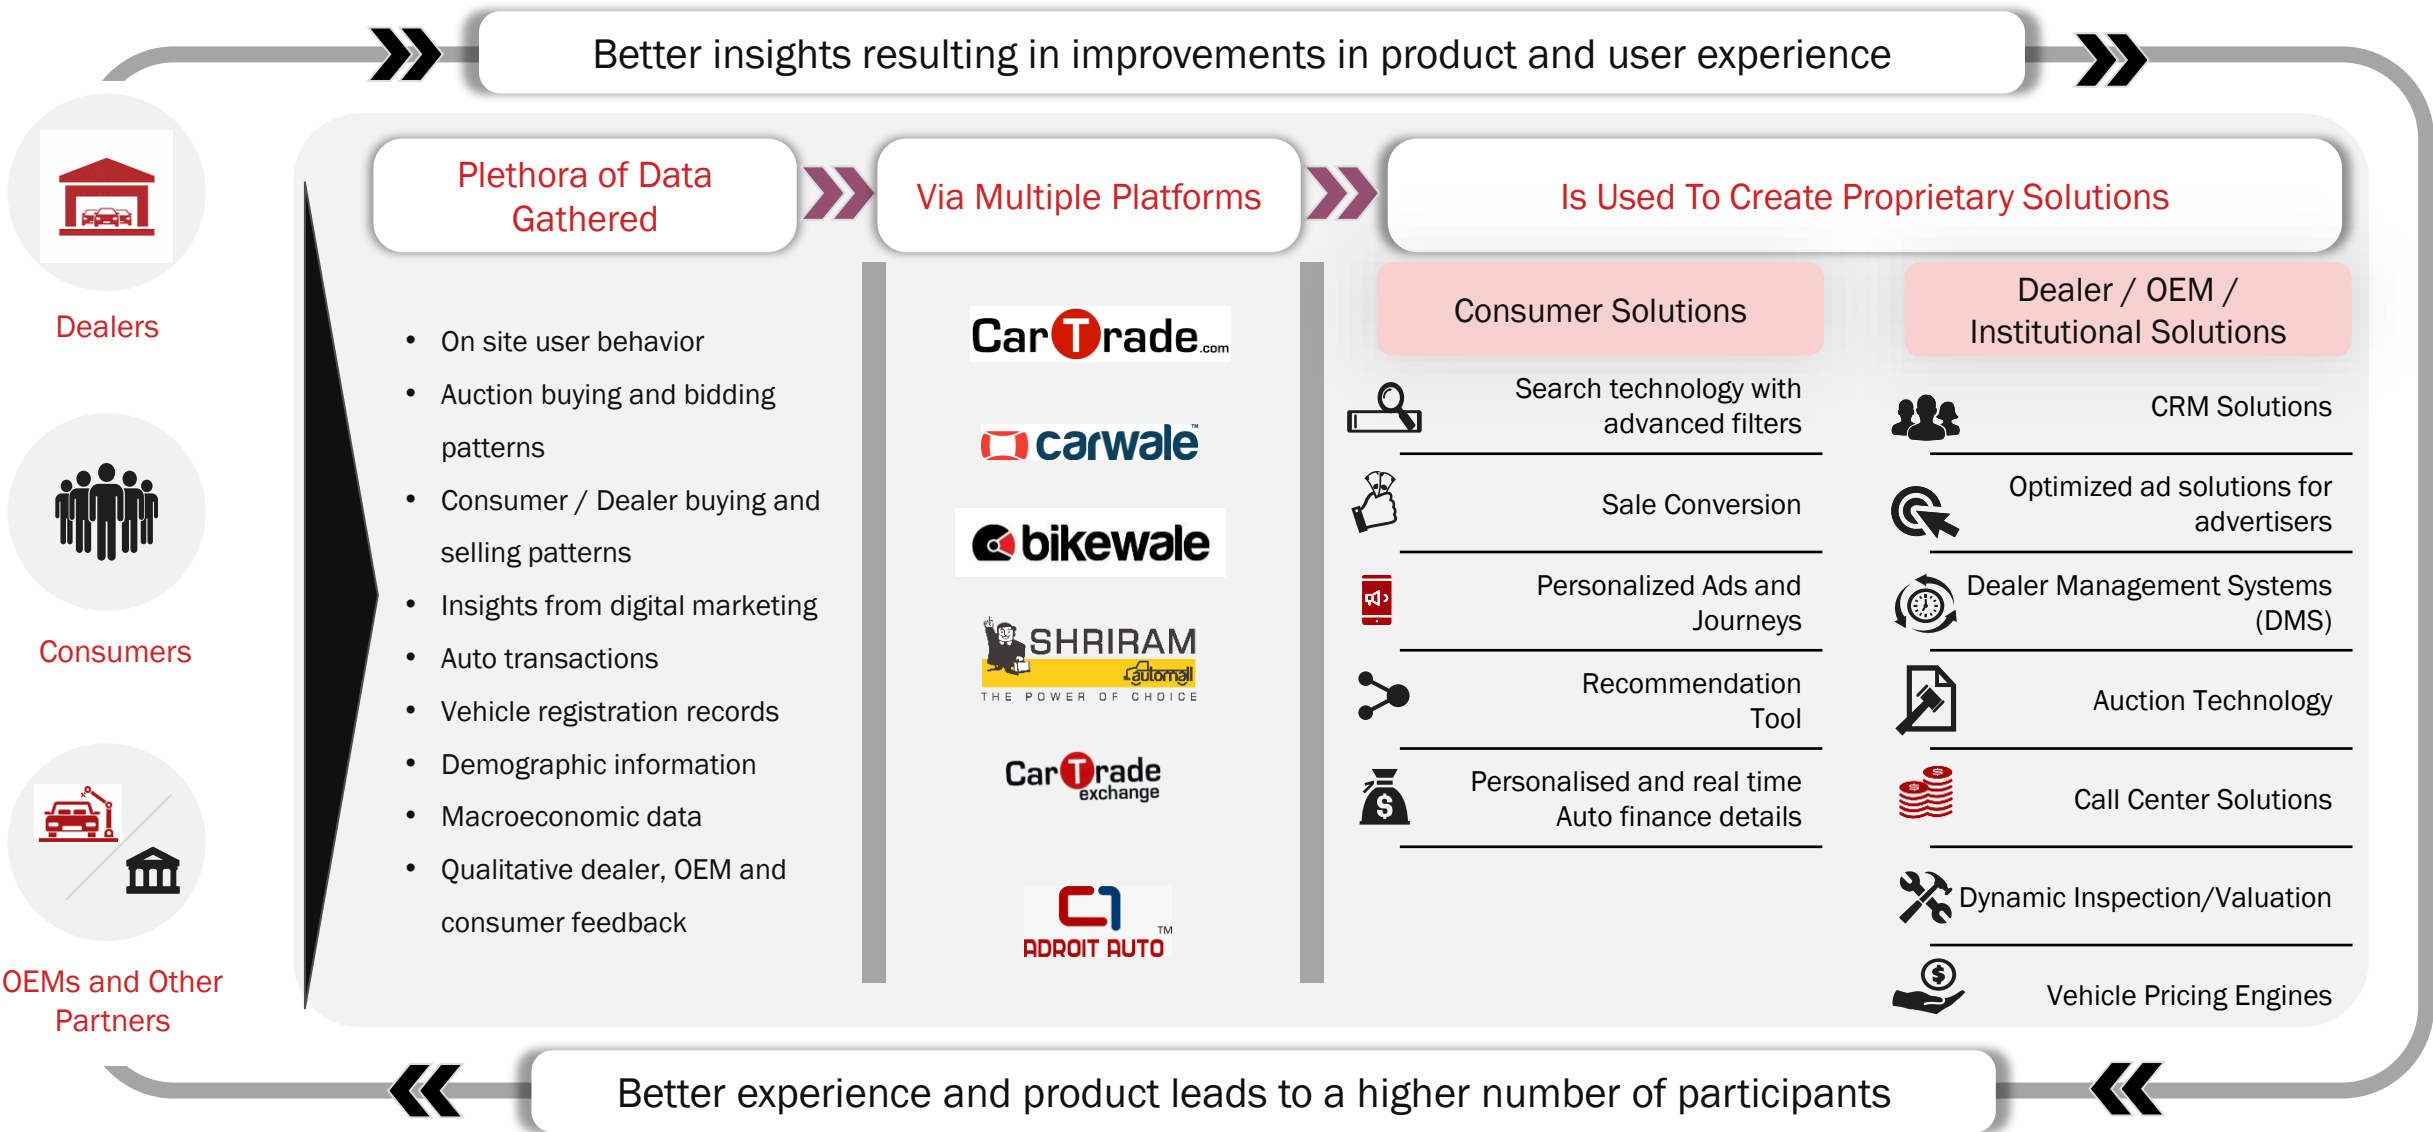 Better insights resulting in improvements in product and user experience
Dealers
Consumers
OEMs and Other
Partners
Plethora of Data
Gathered
• On site user behavior
• Auction buying and bidding
patterns
• Consumer / Dealer buying and
selling patterns
• Insights from digital marketing
• Auto transactions
• Vehicle registration records
• Demographic information
• Macroeconomic data
• Qualitative dealer, OEM and
consumer feedback
Via Multiple Platforms
CarTrade.com
carwale™
bikewale
SHRIRAM
automall
THE POWER OF CHOICE
CarTrade
exchange
ADROIT AUTO™
Is Used To Create Proprietary Solutions
Consumer Solutions
Search technology with
advanced filters
Sale Conversion
Personalized Ads and
Journeys
Recommendation
Tool
Personalised and real time
Auto finance details
$
Dealer / OEM /
Institutional Solutions
CRM Solutions
Optimized ad solutions for
advertisers
Dealer Management Systems
(DMS)
Auction Technology
$ $
Call Center Solutions
Dynamic Inspection/Valuation
$
Vehicle Pricing Engines
Better experience and product leads to a higher number of participants